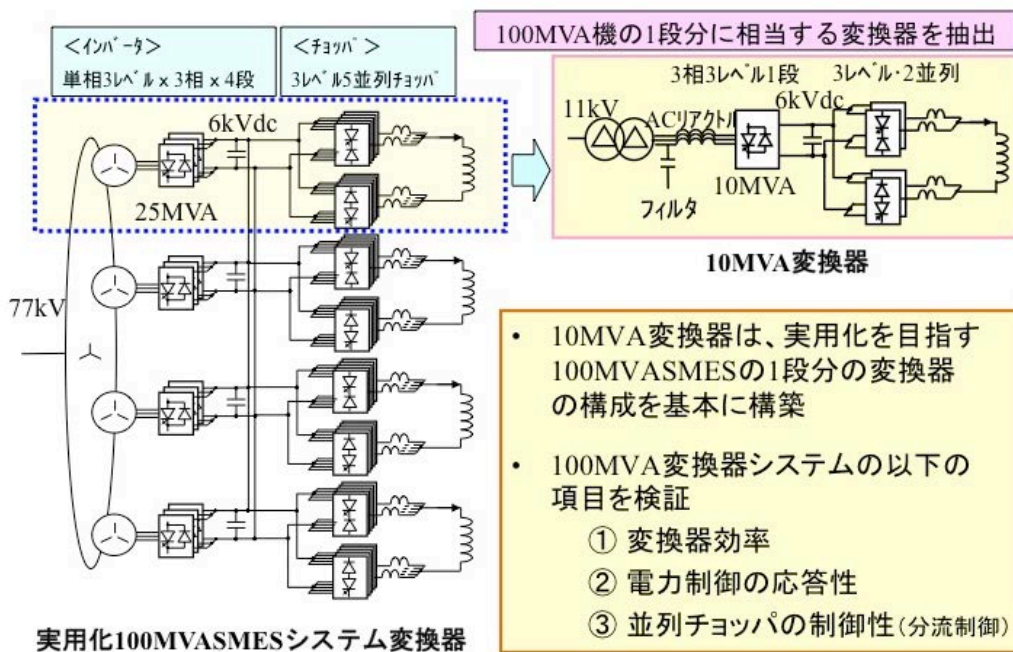 ＜ｲﾝﾊﾞｰﾀ＞
単相3ﾚﾍﾞﾙ x 3相 x 4段
＜ﾁｮｯﾊﾟ＞
3ﾚﾍﾞﾙ5並列ﾁｮｯﾊﾟ
6kVdc
25MVA
77kV
実用化100MVASMESシステム変換器
100MVA機の1段分に相当する変換器を抽出
3相3ﾚﾍﾞﾙ1段
3ﾚﾍﾞﾙ･2並列
11kV
ACﾘｱｸﾄﾙ
6kVdc
10MVA
フィルタ
10MVA変換器
• 10MVA変換器は、実用化を目指す
100MVASMESの1段分の変換器
の構成を基本に構築
• 100MVA変換器システムの以下の
項目を検証
① 変換器効率
② 電力制御の応答性
③ 並列チョッパの制御性(分流制御)